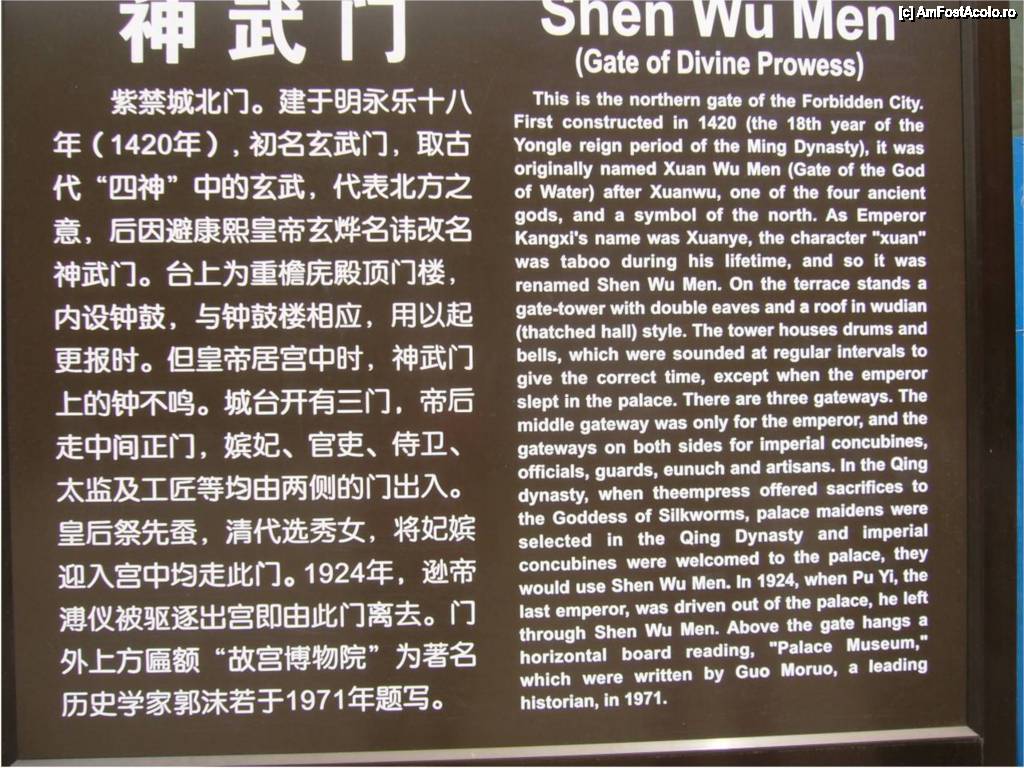 [c] AmFostAcolo.ro
神武门
紫禁城北门。建于明永乐十八
年（1420年），初名玄武门，取古
代“四神”中的玄武，代表北方之
意，后因避康熙皇帝玄烨名讳改名
神武门。台上为重檐庑殿顶门楼，
内设钟鼓，与钟鼓楼相应，用以起
更报时。但皇帝居宫中时，神武门
上的钟不鸣。城台开有三门，帝后
走中间正门，嫔妃、官吏、侍卫、
太监及工匠等均由两侧的门出入。
皇后祭先蚕，清代选秀女，将妃嫔
迎入宫中均走此门。1924年，逊帝
溥仪被驱逐出宫即由此门离去。门
外上方匾额“故宫博物院”为著名
历史学家郭沫若于1971年题写。
Shen Wu Men
(Gate of Divine Prowess)
This is the northern gate of the Forbidden City.
First constructed in 1420 (the 18th year of the
Yongle reign period of the Ming Dynasty), it was
originally named Xuan Wu Men (Gate of the God
of Water) after Xuanwu, one of the four ancient
gods, and a symbol of the north. As Emperor
Kangxi's name was Xuanye, the character "xuan"
was taboo during his lifetime, and so it was
renamed Shen Wu Men. On the terrace stands a
gate-tower with double eaves and a roof in wudian
(thatched hall) style. The tower houses drums and
bells, which were sounded at regular intervals to
give the correct time, except when the emperor
slept in the palace. There are three gateways. The
middle gateway was only for the emperor, and the
gateways on both sides for imperial concubines,
officials, guards, eunuch and artisans. In the Qing
dynasty, when theempress offered sacrifices to
the Goddess of Silkworms, palace maidens were
selected in the Qing Dynasty and imperial
concubines were welcomed to the palace, they
would use Shen Wu Men. In 1924, when Pu Yi, the
last emperor, was driven out of the palace, he left
through Shen Wu Men. Above the gate hangs a
horizontal board reading, "Palace Museum,"
which were written by Guo Moruo, a leading
historian, in 1971.